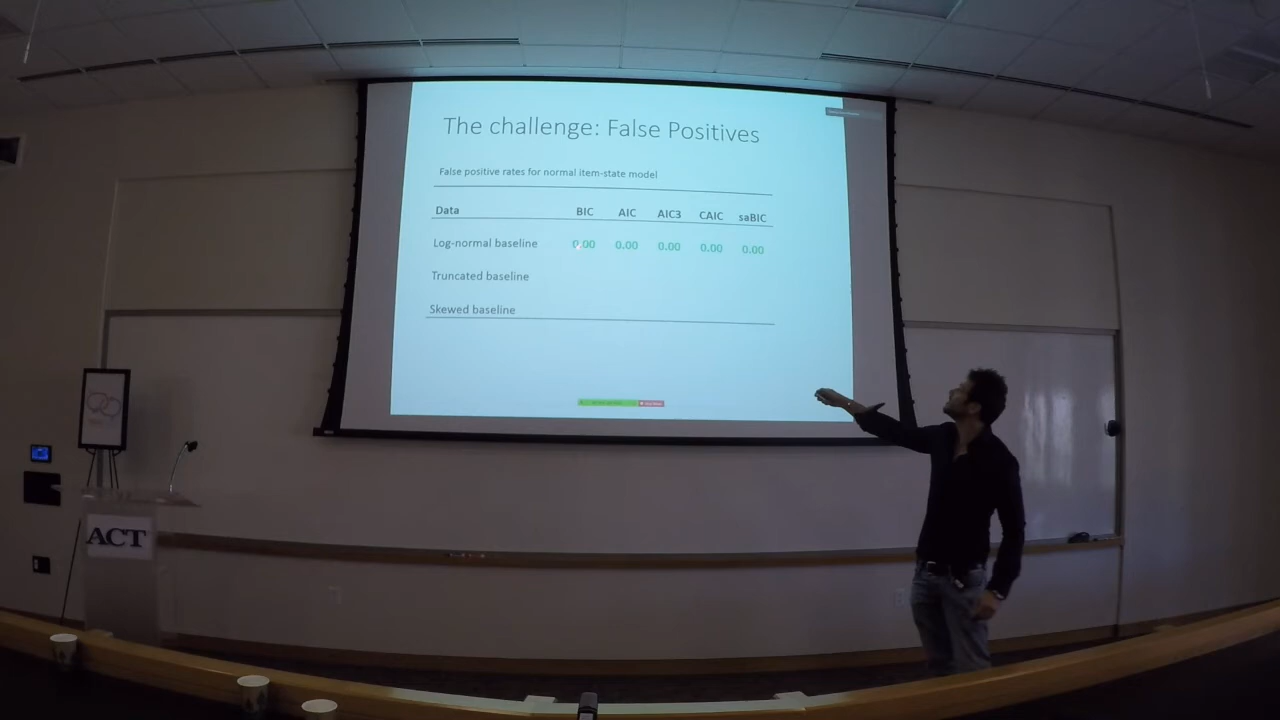 The challenge: False Positives
False positive rates for normal item-state model
Data BIC AIC AIC3 CAIC saBIC
Log-normal baseline 0.00 0.00 0.00 0.00 0.00
Truncated baseline
Skewed baseline
ACT